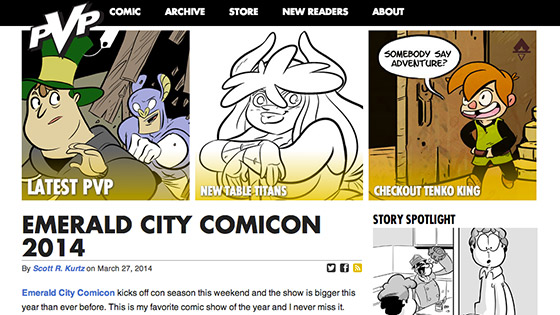 PVP
COMIC
ARCHIVE
STORE
NEW READERS
ABOUT
LATEST PVP
NEW TABLE TITANS
SOMEBODY SAY
ADVENTURE?
CHECKOUT TENKO KING
EMERALD CITY COMICON
2014
By Scott R. Kurtz on March 27, 2014
Emerald City Comicon kicks off con season this weekend and the show is bigger this
year than ever before. This is my favorite comic show of the year and I never miss it.
STORY SPOTLIGHT